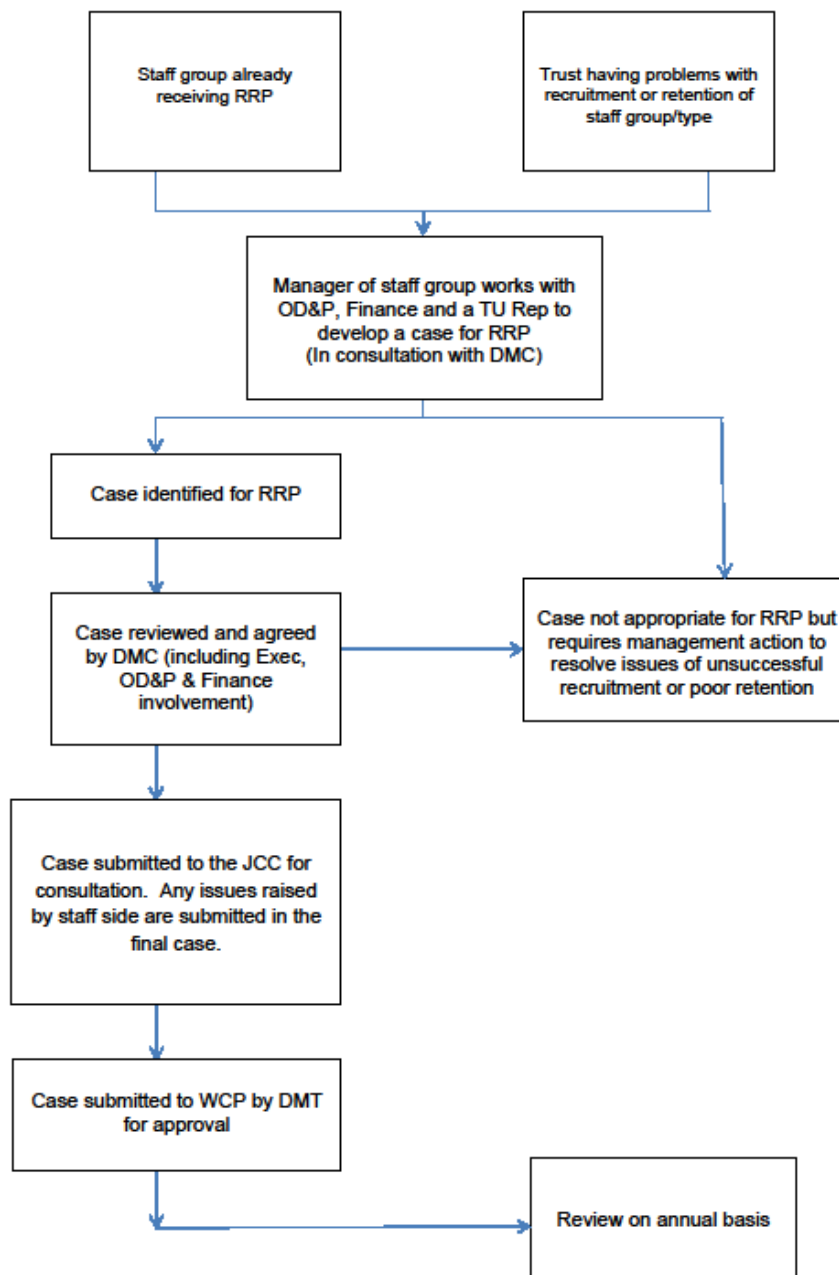 Staff group already
receiving RRP
Trust having problems with
recruitment or retention of
staff group/type
Manager of staff group works with
OD&P, Finance and a TU Rep to
develop a case for RRP
(In consultation with DMC)
Case identified for RRP
Case reviewed and agreed
by DMC (including Exec,
OD&P & Finance
involvement)
Case not appropriate for RRP but
requires management action to
resolve issues of unsuccessful
recruitment or poor retention
Case submitted to the JCC for
consultation.  Any issues raised
by staff side are submitted in the
final case.
Case submitted to WCP by DMT
for approval
Review on annual basis